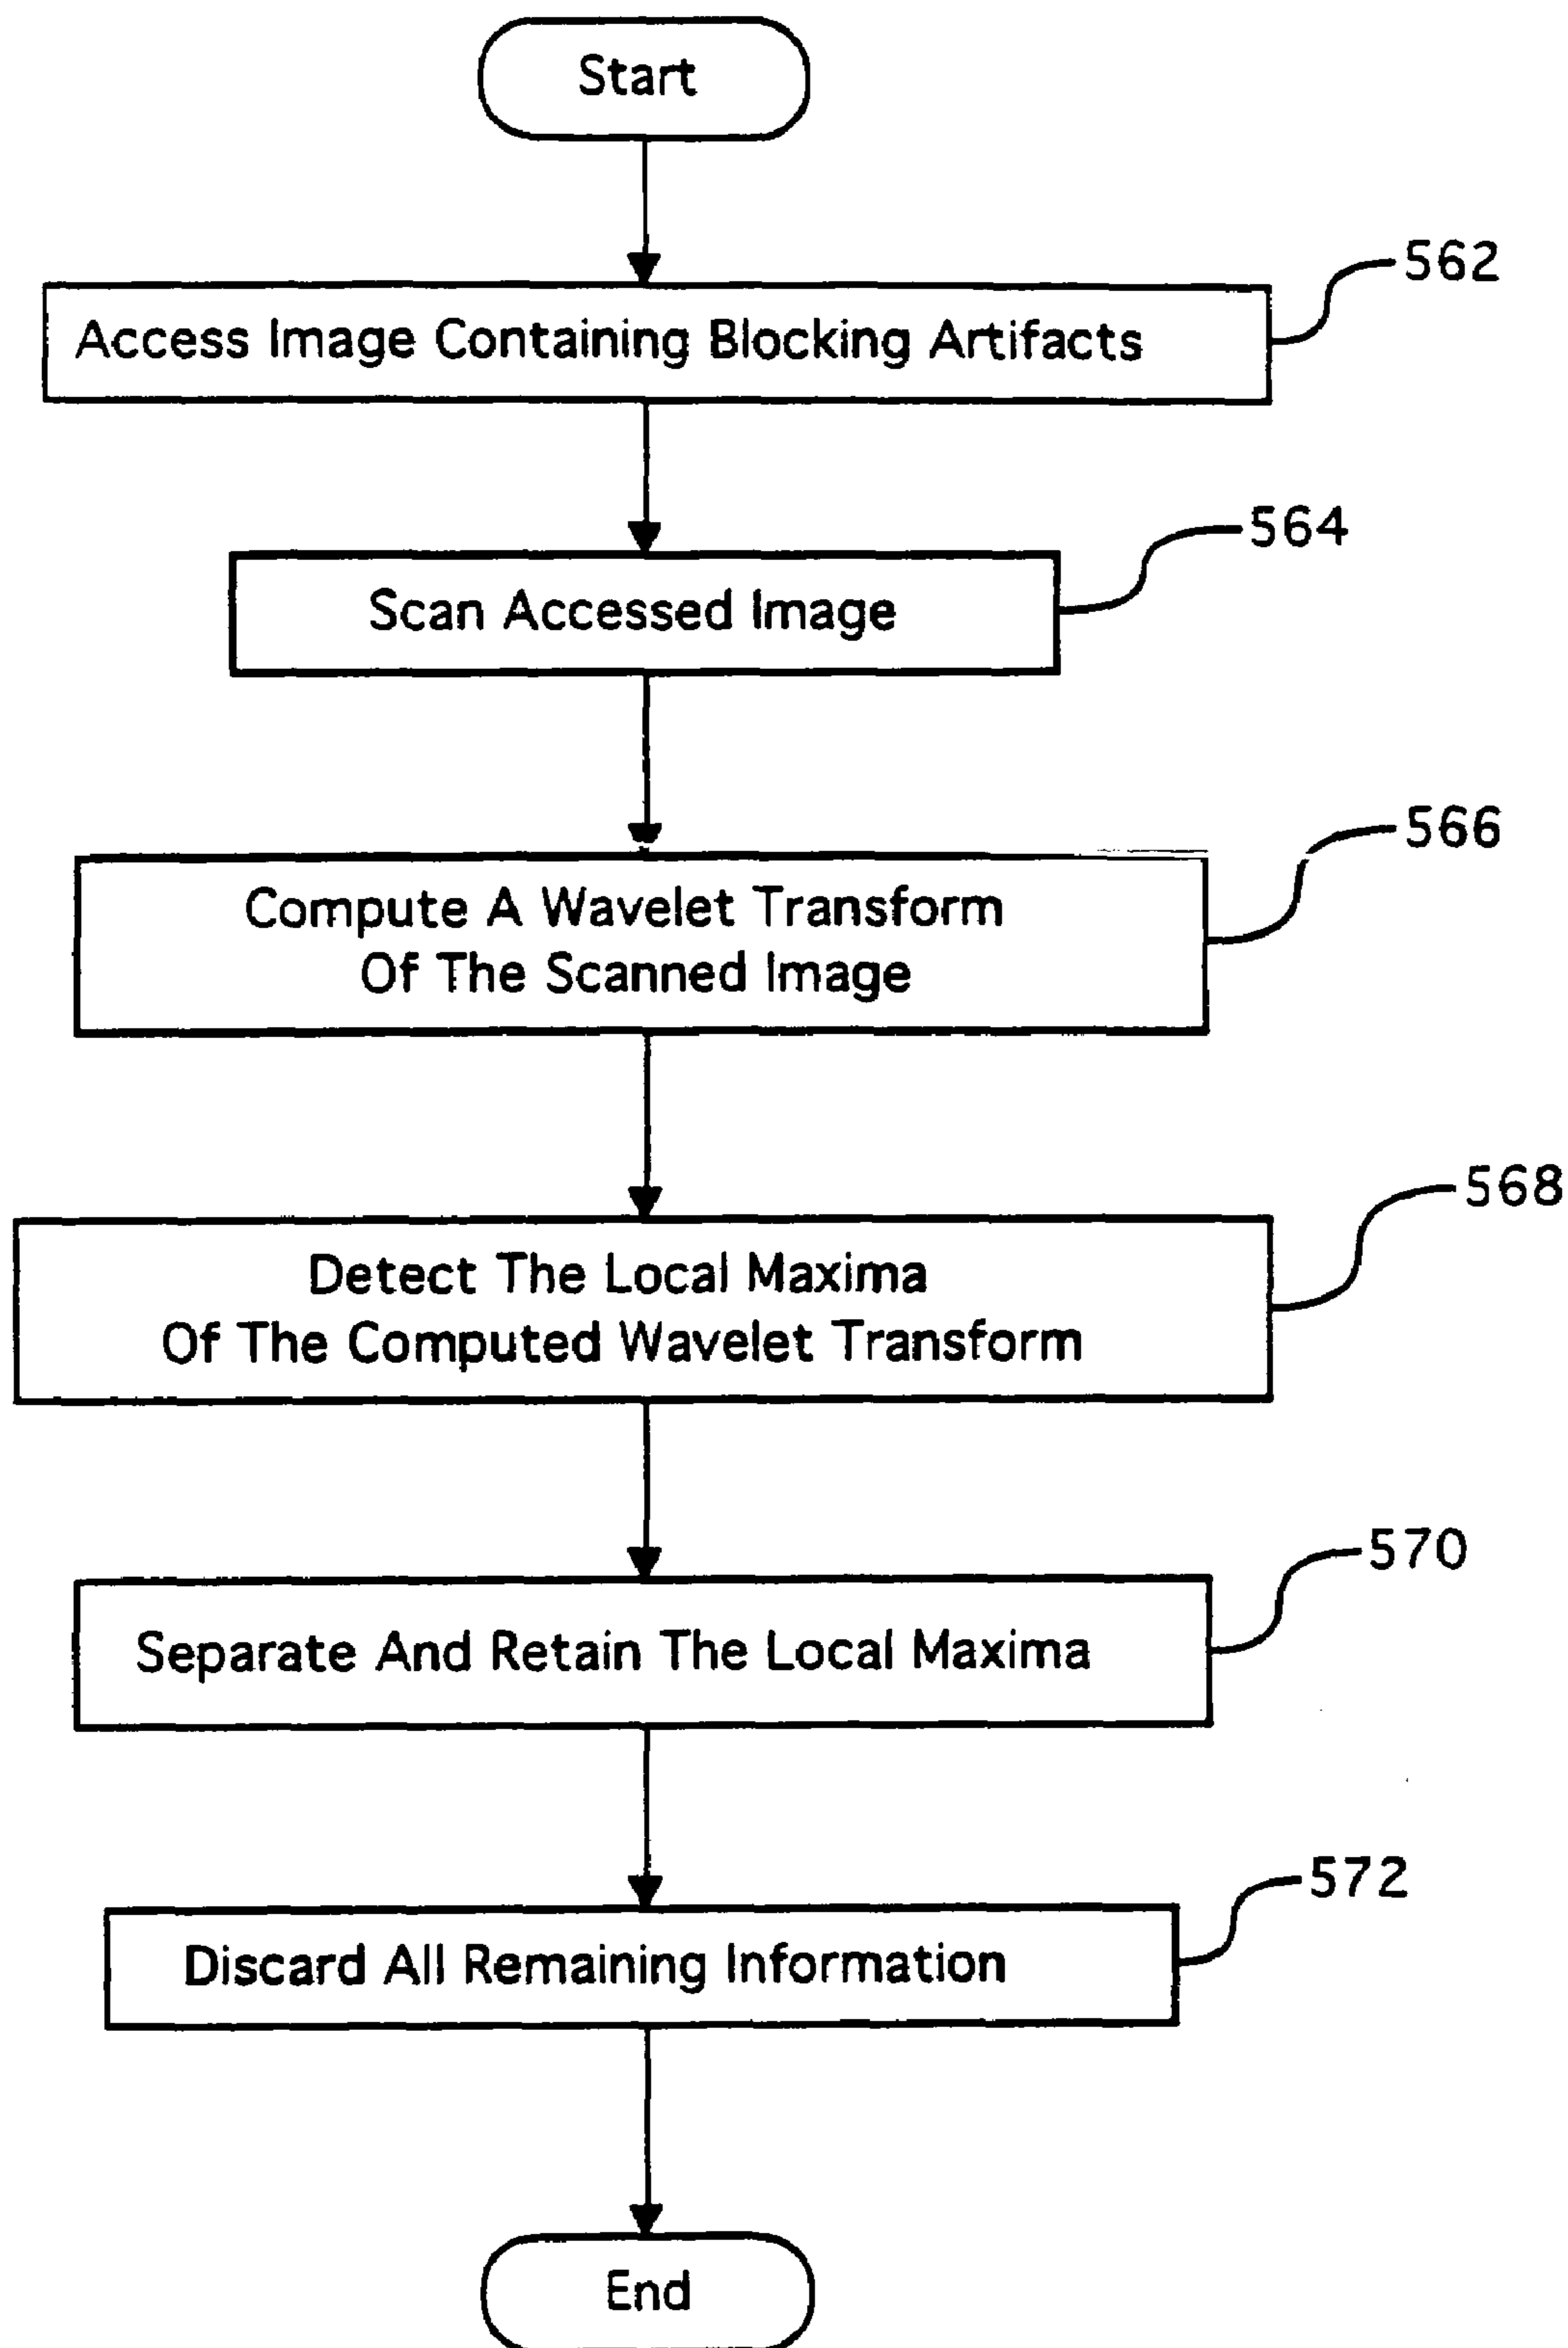 Start
562
Access Image Containing Blocking Artifacts
564
Scan Accessed Image
566
Compute A Wavelet Transform
Of The Scanned Image
568
Detect The Local Maxima
Of The Computed Wavelet Transform
570
Separate And Retain The Local Maxima
572
Discard All Remaining Information
End